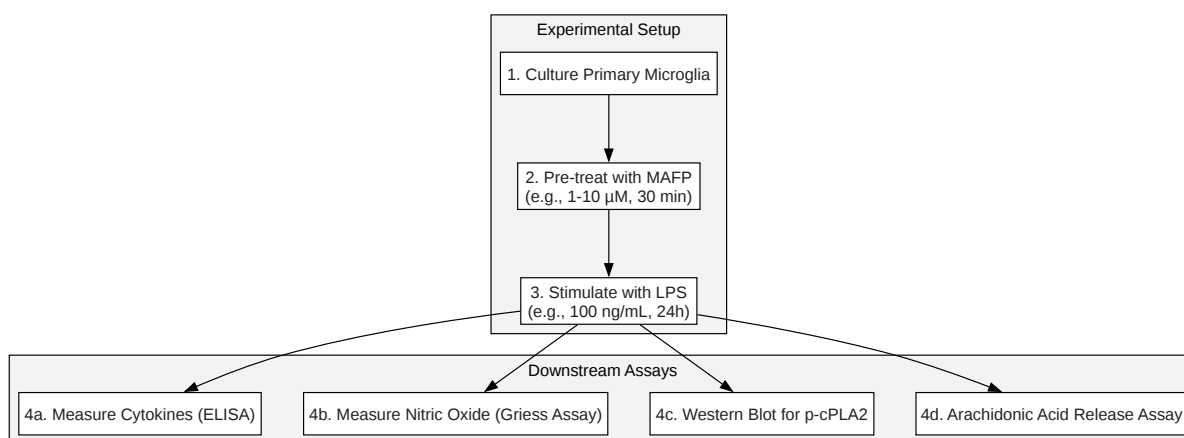 Experimental Setup
1. Culture Primary Microglia
2. Pre-treat with MAFP
(e.g., 1-10 µM, 30 min)
3. Stimulate with LPS
(e.g., 100 ng/mL, 24h)
Downstream Assays
4a. Measure Cytokines (ELISA)
4b. Measure Nitric Oxide (Griess Assay)
4c. Western Blot for p-cPLA2
4d. Arachidonic Acid Release Assay